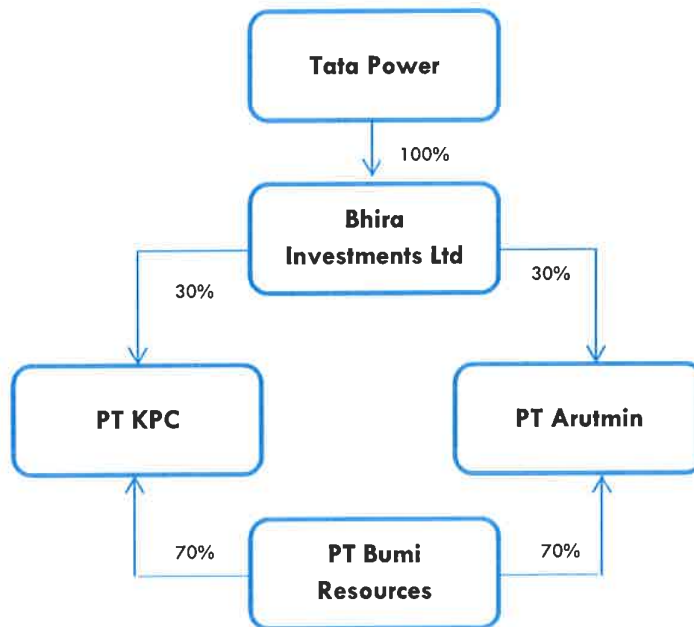 Tata Power
100%
Bhira
Investments Ltd
30%
30%
PT KPC
PT Arutmin
70%
PT Bumi
Resources
70%